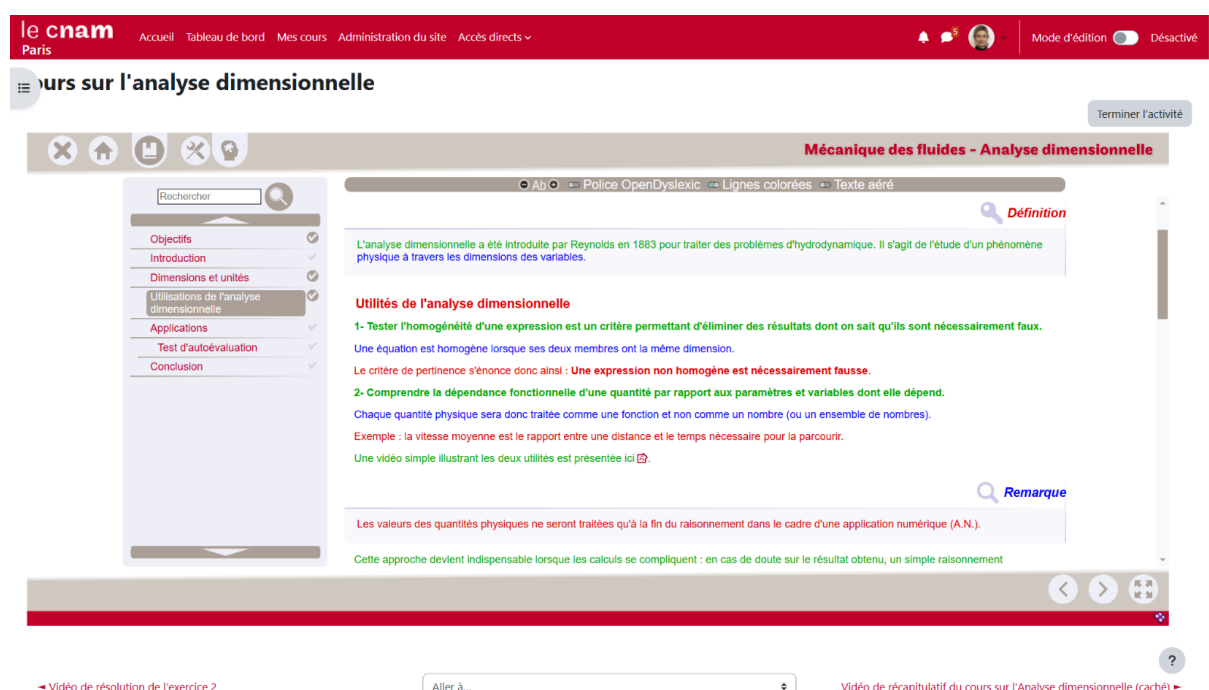 le cnam
Paris
Accueil Tableau de bord Mes cours Administration du site Accès directs
5
Mode d'édition Désactivé
ours sur l'analyse dimensionnelle
Terminer l'activité
Mécanique des fluides - Analyse dimensionnelle
Rechercher
Objectifs
Introduction
Dimensions et unités
Utilisations de l'analyse
dimensionnelle
Applications
Test d'autoévaluation
Conclusion
Ab Police OpenDyslexic Lignes colorées Texte aéré
Définition
L'analyse dimensionnelle a été introduite par Reynolds en 1883 pour traiter des problèmes d'hydrodynamique. Il s'agit de l'étude d'un phénomène
physique à travers les dimensions des variables.
Utilités de l'analyse dimensionnelle
1- Tester l'homogénéité d'une expression est un critère permettant d'éliminer des résultats dont on sait qu'ils sont nécessairement faux.
Une équation est homogène lorsque ses deux membres ont la même dimension.
Le critère de pertinence s'énonce donc ainsi : Une expression non homogène est nécessairement fausse.
2- Comprendre la dépendance fonctionnelle d'une quantité par rapport aux paramètres et variables dont elle dépend.
Chaque quantité physique sera donc traitée comme une fonction et non comme un nombre (ou un ensemble de nombres).
Exemple : la vitesse moyenne est le rapport entre une distance et le temps nécessaire pour la parcourir.
Une vidéo simple illustrant les deux utilités est présentée ici .
Remarque
Les valeurs des quantités physiques ne seront traitées qu'à la fin du raisonnement dans le cadre d'une application numérique (A.N.).
Cette approche devient indispensable lorsque les calculs se compliquent : en cas de doute sur le résultat obtenu, un simple raisonnement
?
◄ Vidéo de résolution de l'exercice 2
Aller à...
Vidéo de récapitulatif du cours sur l'Analyse dimensionnelle (caché) ►